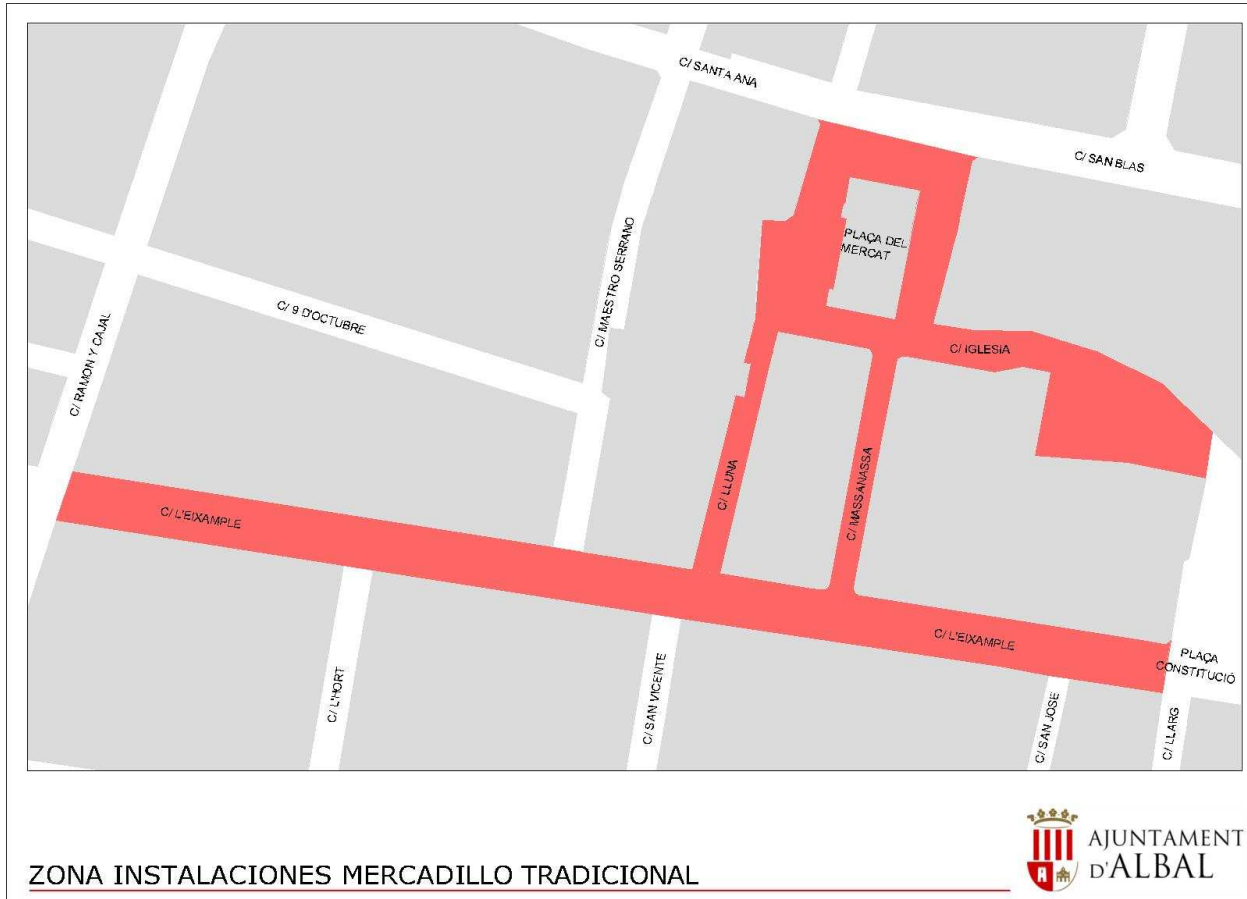 C/ SANTA ANA
C/ SAN BLAS
PLAÇA DEL
MERCAT
C/ MAESTRO SERRANO
C/ 9 D'OCTUBRE
C/ RAMON Y CAJAL
C/ IGLESIA
C/ LLUNA
C/ MASSANASSA
C/ L'EIXAMPLE
C/ L'EIXAMPLE
PLAÇA
CONSTITUCIÓ
C/ L'HORT
C/ SAN VICENTE
C/ SAN JOSE
C/ LLARG
ZONA INSTALACIONES MERCADILLO TRADICIONAL
AJUNTAMENT
D'ALBAL
A